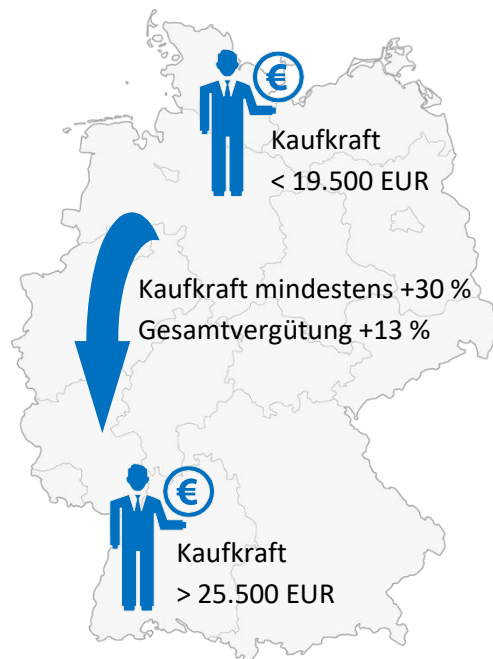 €
Kaufkraft
< 19.500 EUR
Kaufkraft mindestens +30 %
Gesamtvergütung +13 %
€
Kaufkraft
> 25.500 EUR